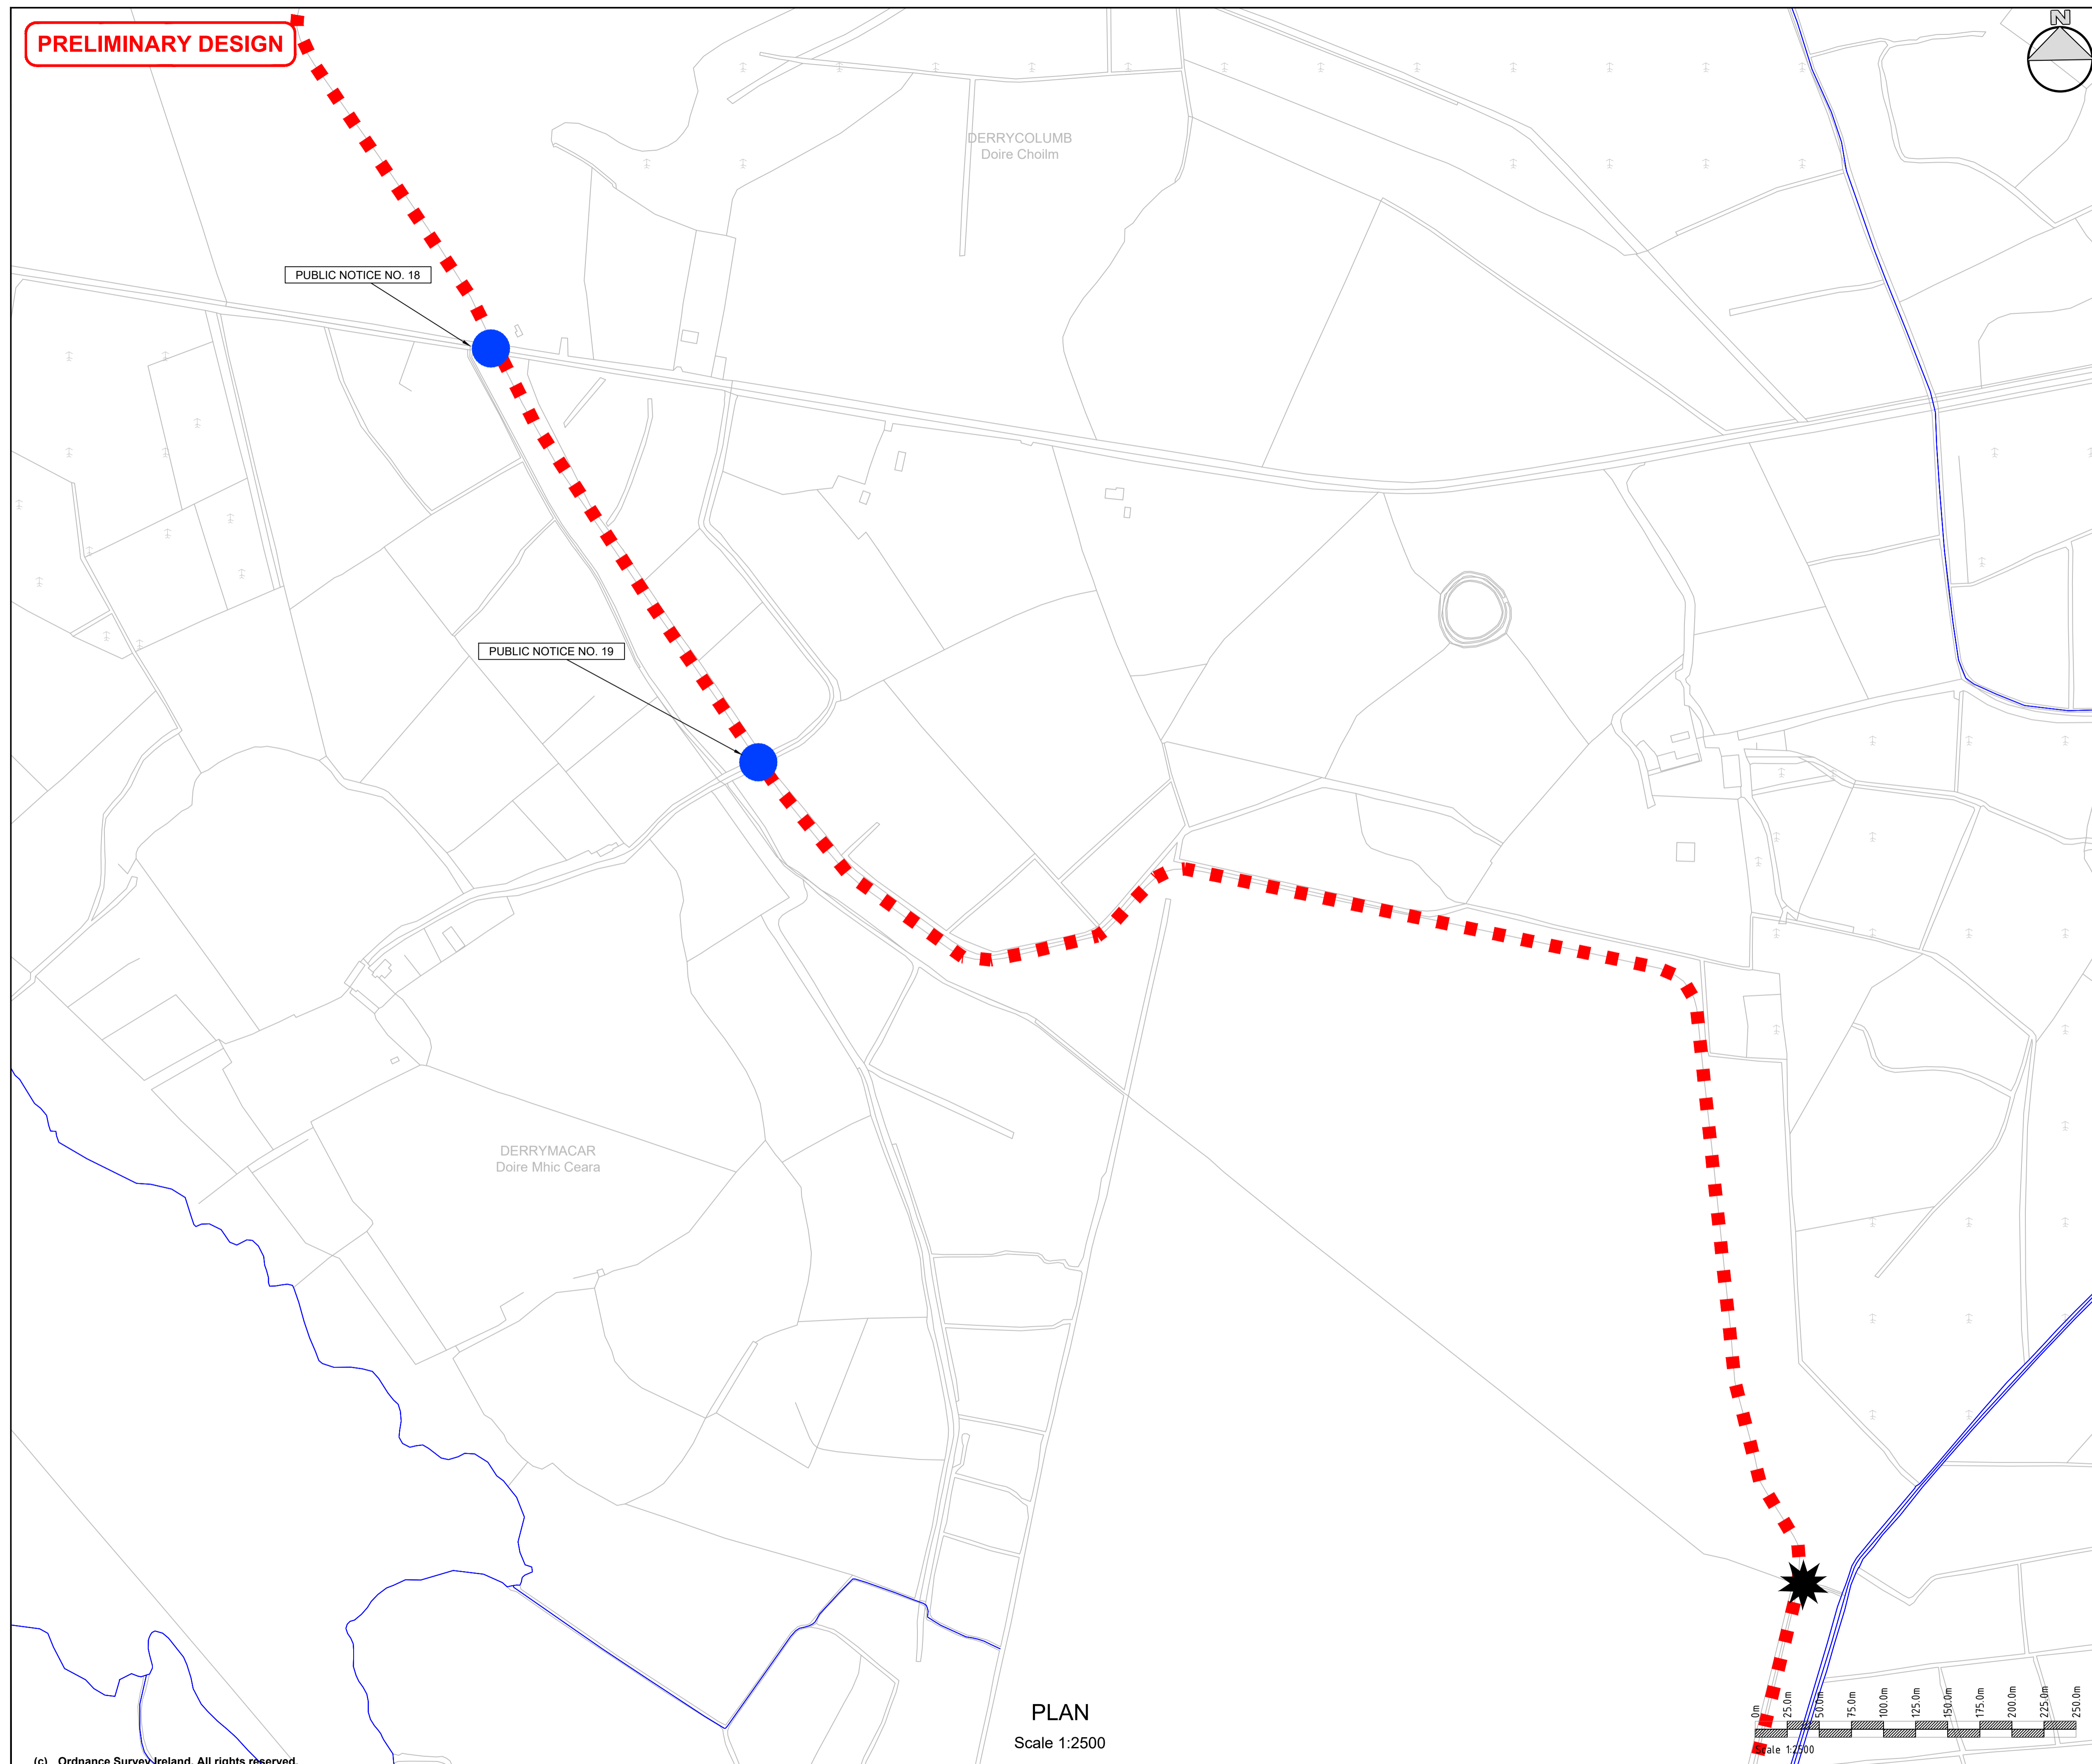 PRELIMINARY DESIGN
N
DERRYCOLUMB
Doire Choilm
PUBLIC NOTICE NO. 18
PUBLIC NOTICE NO. 19
DERRYMACAR
Doire Mhic Ceara
PLAN
Scale 1:2500
0m
25.0m
50.0m
75.0m
100.0m
125.0m
150.0m
175.0m
200.0m
225.0m
250.0m
Scale 1:2500
(c) Ordnance Survey Ireland. All rights reserved.